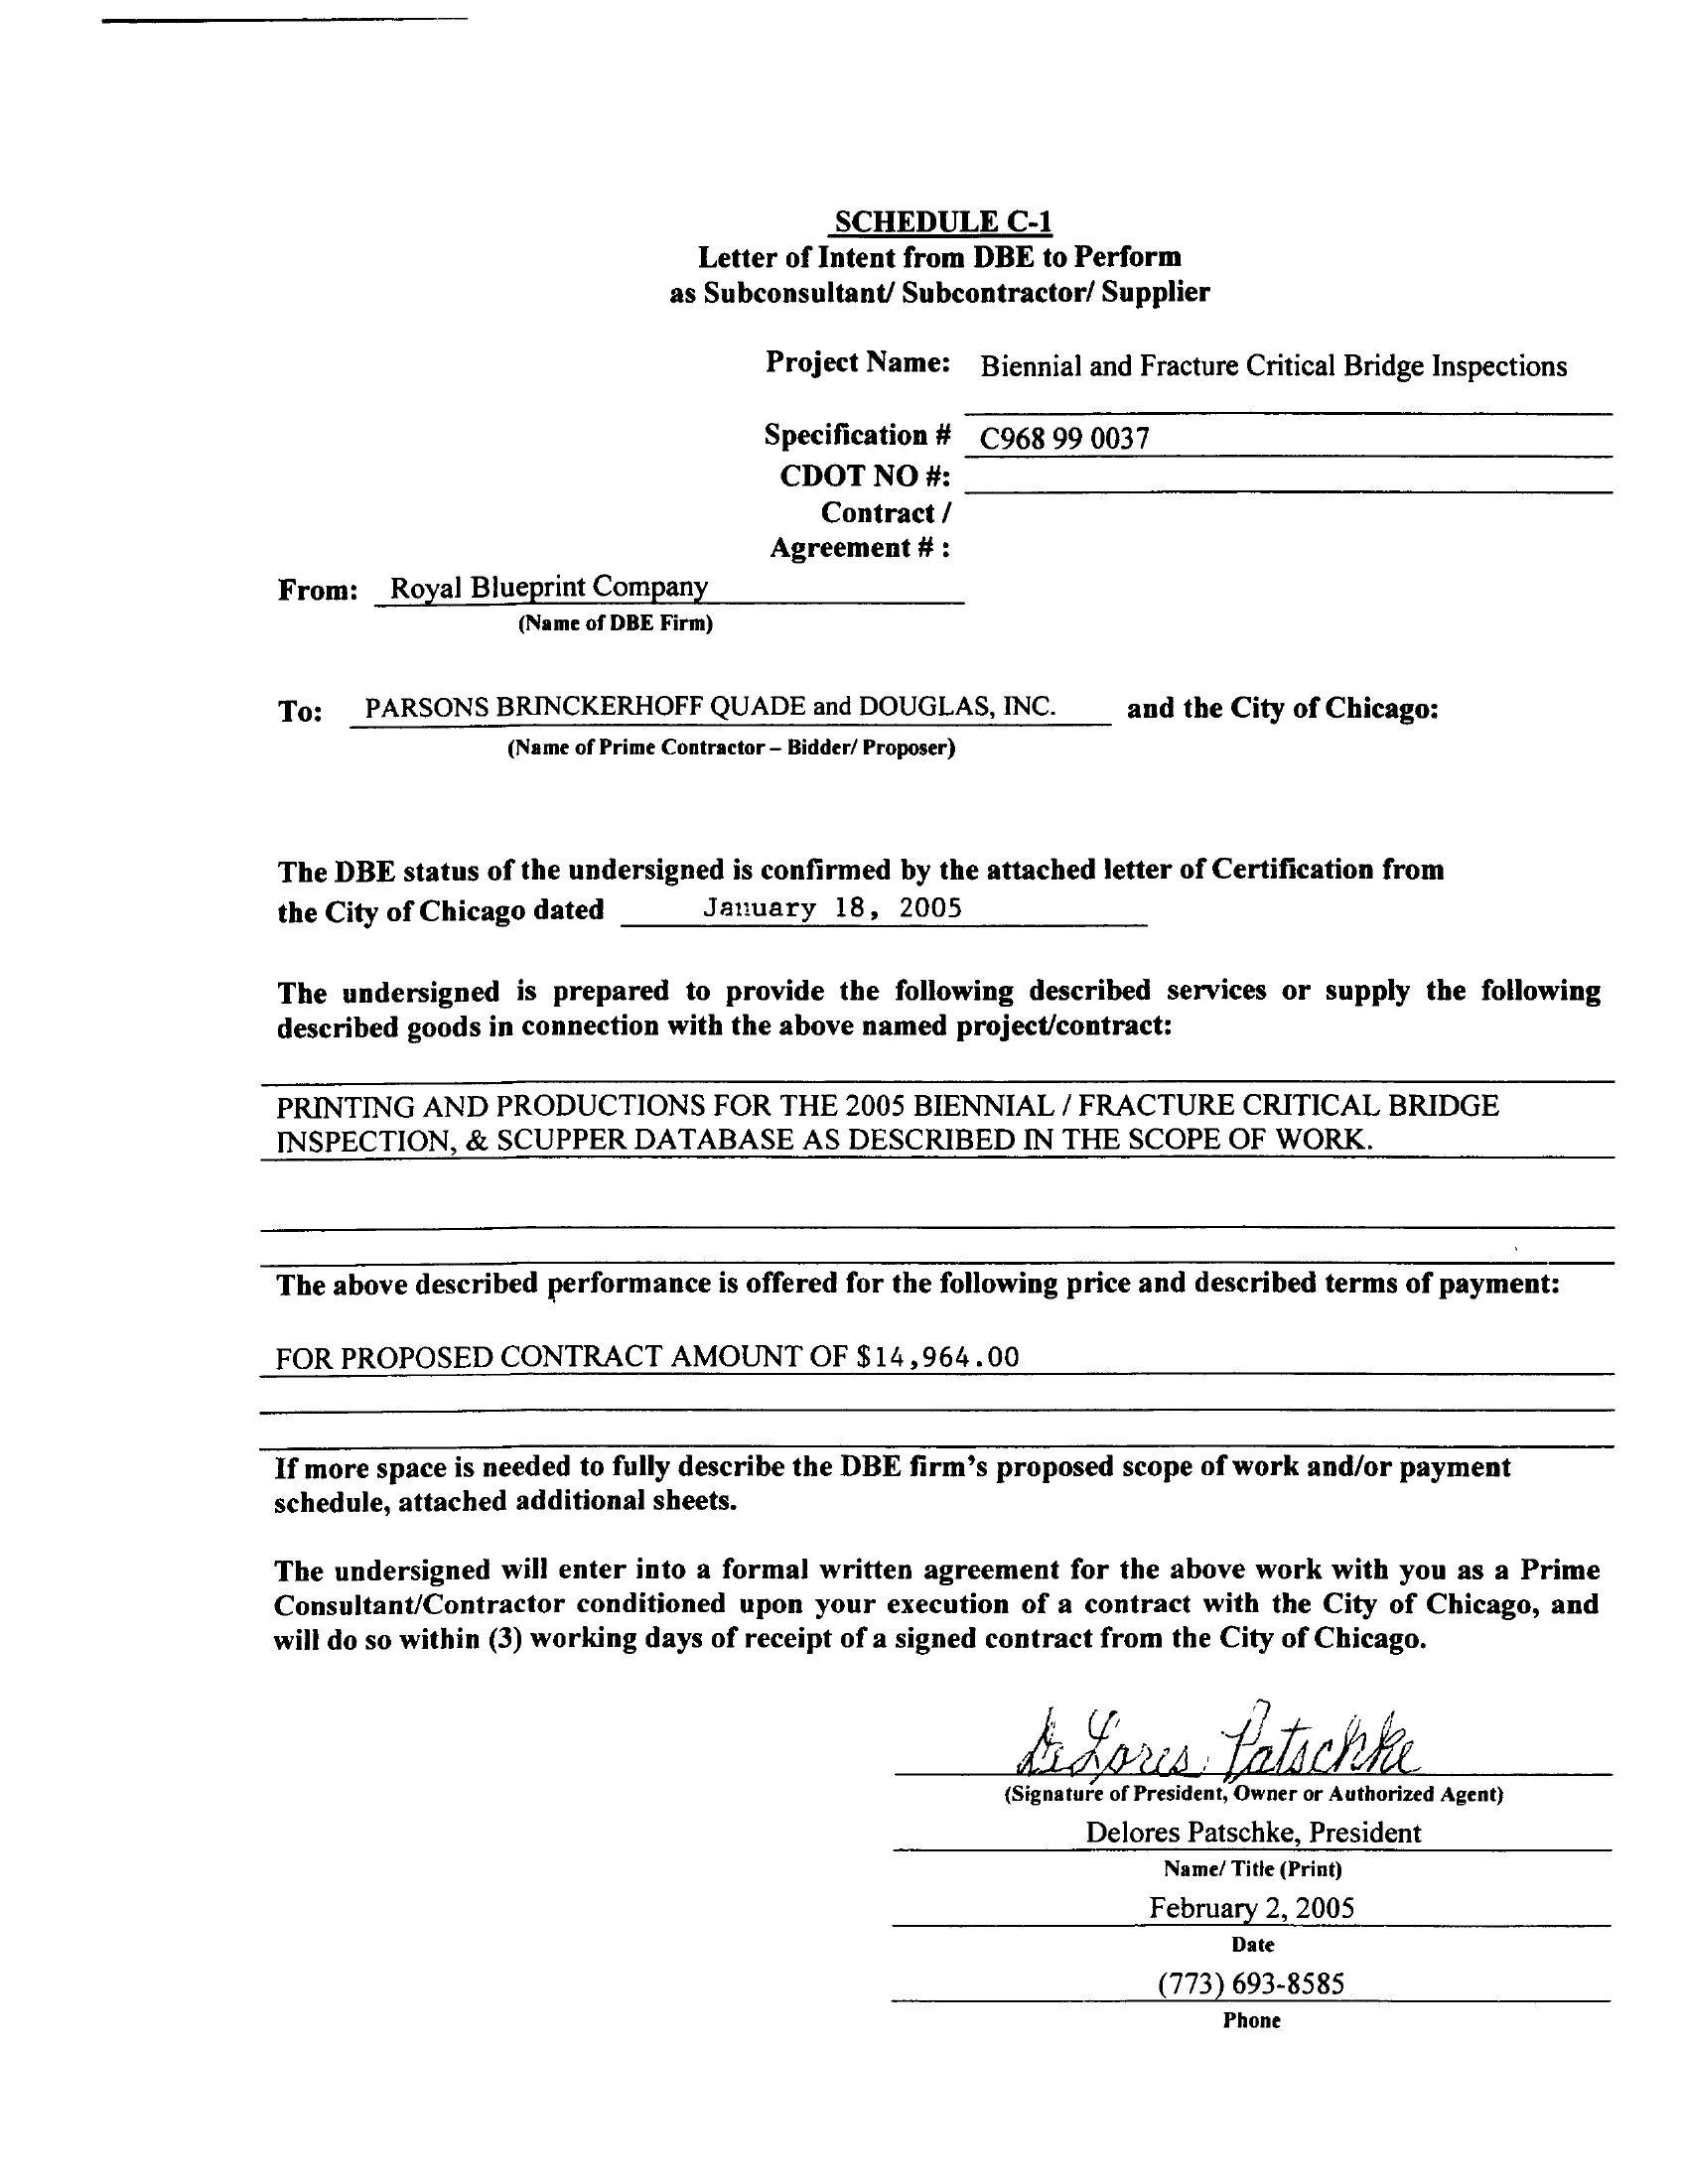 SCHEDULE C-1
Letter of Intent from DBE to Perform
as Subconsultant/ Subcontractor/ Supplier
Project Name: Biennial and Fracture Critical Bridge Inspections
Specification # C968 99 0037
CDOT NO #:
Contract /
Agreement # :
From: Royal Blueprint Company
(Name of DBE Firm)
To: PARSONS BRINCKERHOFF QUADE and DOUGLAS, INC. and the City of Chicago:
(Name of Prime Contractor – Bidder/ Proposer)
The DBE status of the undersigned is confirmed by the attached letter of Certification from
the City of Chicago dated January 18, 2005
The undersigned is prepared to provide the following described services or supply the following
described goods in connection with the above named project/contract:
PRINTING AND PRODUCTIONS FOR THE 2005 BIENNIAL / FRACTURE CRITICAL BRIDGE
INSPECTION, & SCUPPER DATABASE AS DESCRIBED IN THE SCOPE OF WORK.
The above described performance is offered for the following price and described terms of payment:
FOR PROPOSED CONTRACT AMOUNT OF $14,964.00
If more space is needed to fully describe the DBE firm's proposed scope of work and/or payment
schedule, attached additional sheets.
The undersigned will enter into a formal written agreement for the above work with you as a Prime
Consultant/Contractor conditioned upon your execution of a contract with the City of Chicago, and
will do so within (3) working days of receipt of a signed contract from the City of Chicago.
DeLores Patschke
(Signature of President, Owner or Authorized Agent)
Delores Patschke, President
Name/ Title (Print)
February 2, 2005
Date
(773) 693-8585
Phone